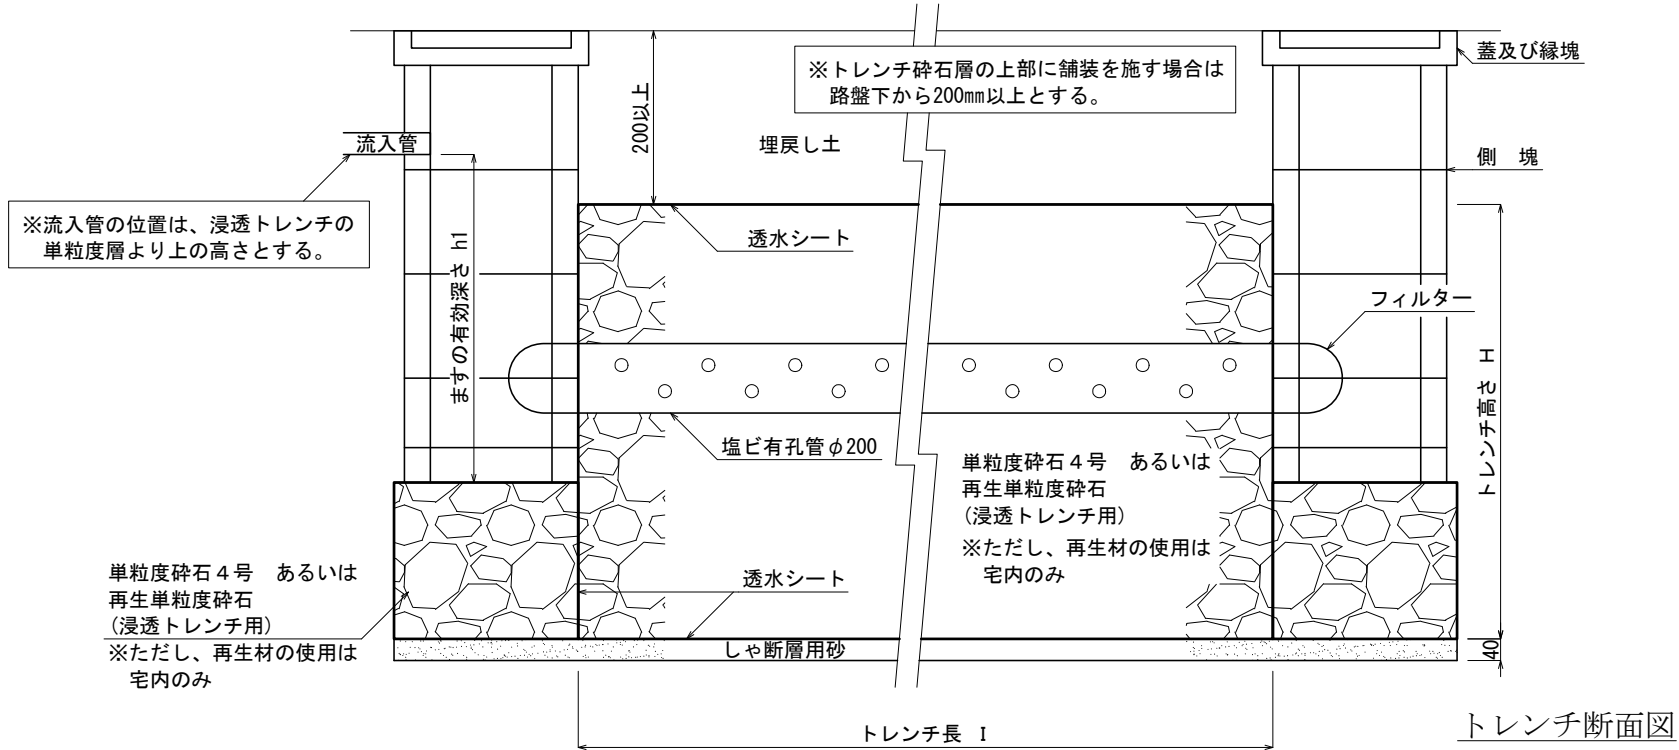 蓋及び縁塊
※トレンチ砕石層の上部に舗装を施す場合は
路盤下から200㎜以上とする。
200以上
流入管
埋戻し土
側　塊
※流入管の位置は、浸透トレンチの
単粒度層より上の高さとする。
透水シート
ますの有効深さ h1
フィルター
トレンチ高さ H
塩ビ有孔管φ200
単粒度砕石４号　あるいは
再生単粒度砕石
(浸透トレンチ用)
※ただし、再生材の使用は
宅内のみ
単粒度砕石４号　あるいは
再生単粒度砕石
(浸透トレンチ用)
※ただし、再生材の使用は
宅内のみ
透水シート
しゃ断層用砂
40
トレンチ長 I
トレンチ断面図